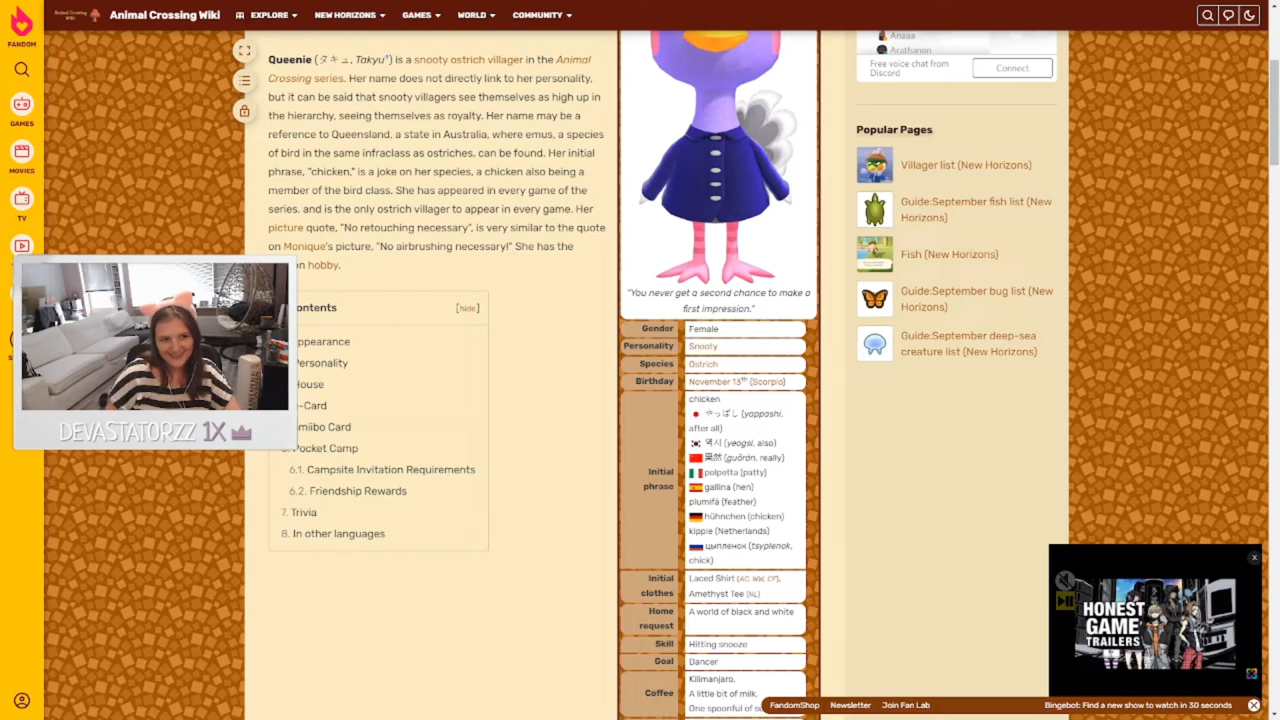 FANDOM
GAMES
MOVIES
TV
Animal Crossing Wiki
EXPLORE
NEW HORIZONS
GAMES
WORLD
COMMUNITY
Queenie (タキュ, Takyu?) is a snooty ostrich villager in the Animal
Crossing series. Her name does not directly link to her personality,
but it can be said that snooty villagers see themselves as high up in
the hierarchy, seeing themselves as royalty. Her name may be a
reference to Queensland, a state in Australia, where emus, a species
of bird in the same infraclass as ostriches, can be found. Her initial
phrase, "chicken," is a joke on her species, a chicken also being a
member of the bird class. She has appeared in every game of the
series, and is the only ostrich villager to appear in every game. Her
picture quote, "No retouching necessary", is very similar to the quote
on Monique's picture, "No airbrushing necessary!" She has the
on hobby.
ontents [hide]
ppearance
ersonality
ouse
-Card
miibo Card
ocket Camp
6.1. Campsite Invitation Requirements
6.2. Friendship Rewards
7. Trivia
8. In other languages
DEVASTATORZZ 1X
"You never get a second chance to make a
first impression."
Gender Female
Personality Snooty
Species Ostrich
Birthday November 13th (Scorpio)
Initial
phrase
chicken
やっぱし (yappashi,
after all)
역시 (yeogsi, also)
果然 (guǒrán, really)
polpetta (patty)
gallina (hen)
plumifá (feather)
hühnchen (chicken)
kippie (Netherlands)
цыпленок (tsyplenok,
chick)
Initial
clothes
Laced Shirt (AC, WW, CF),
Amethyst Tee (NL)
Home
request
A world of black and white
Skill Hitting snooze
Goal Dancer
Coffee
Kilimanjaro,
A little bit of milk,
One spoonful of su
Anaaa
Arathanon
Free voice chat from
Discord
Connect
Popular Pages
Villager list (New Horizons)
Guide:September fish list (New
Horizons)
Fish (New Horizons)
Guide:September bug list (New
Horizons)
Guide:September deep-sea
creature list (New Horizons)
HONEST
GAME
TRAILERS
FandomShop
Newsletter
Join Fan Lab
Bingebot: Find a new show to watch in 30 seconds